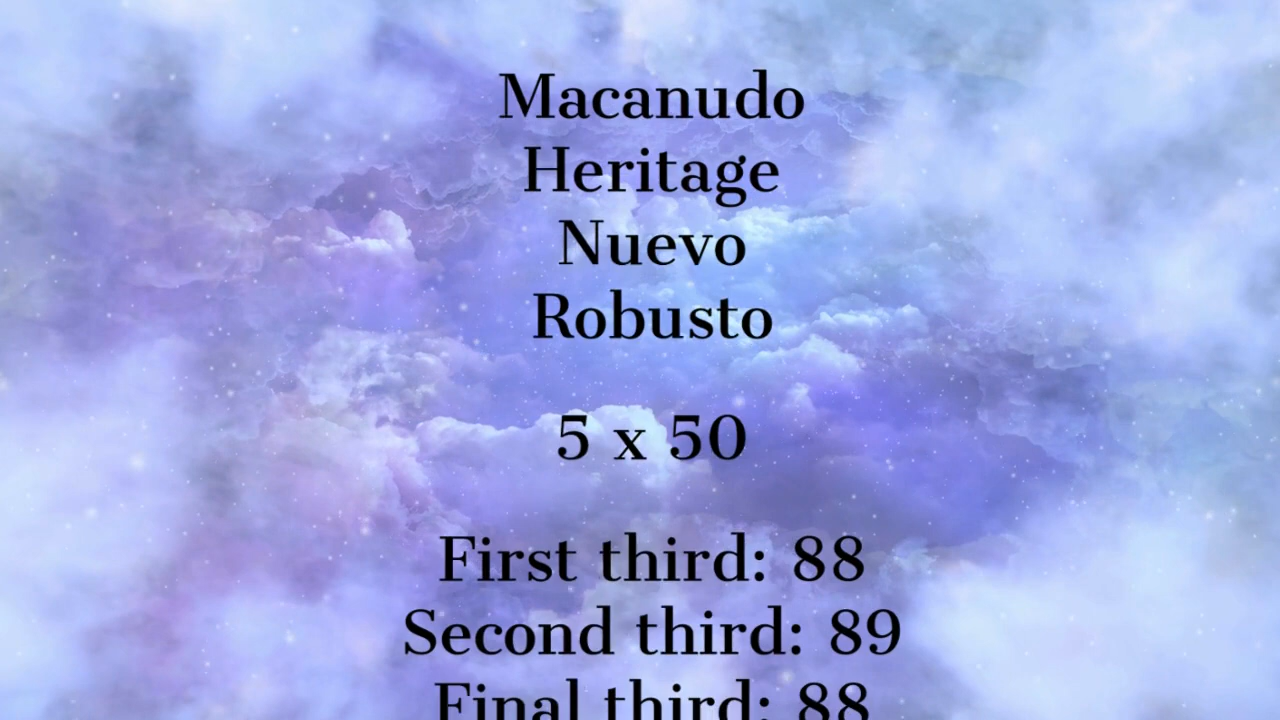 Macanudo
Heritage
Nuevo
Robusto
5 x 50
First third: 88
Second third: 89
Final third: 88